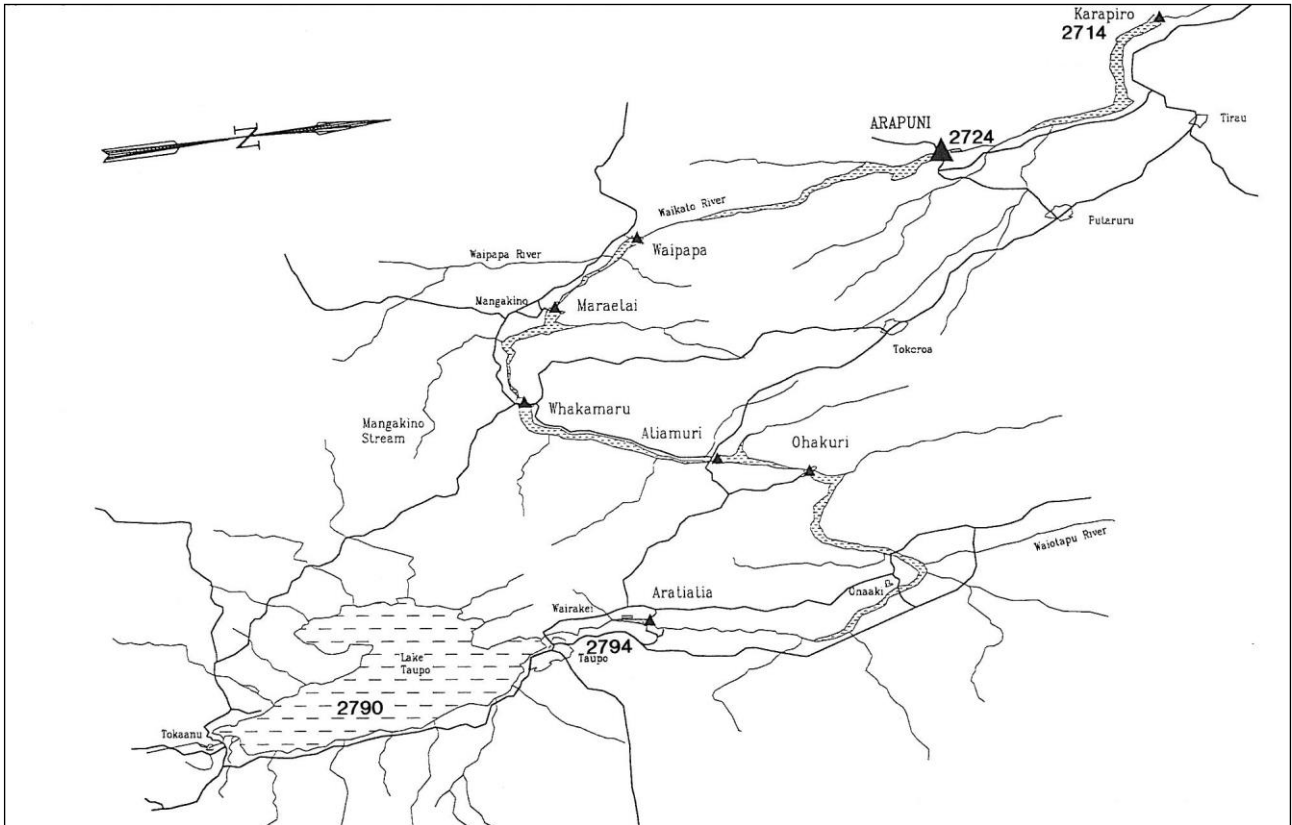 Karapiro
2714
N
ARAPUNI
2724
Tirau
Putaruru
Waikato River
Waipapa
Waipapa River
Mangakino
Maraetai
Tokoroa
Whakamaru
Mangakino
Stream
Atiamuri
Ohakuri
Waiotapu River
Ohaaki
Aratiatia
Wairakei
2794
Taupo
Lake
Taupo
2790
Tokaanu